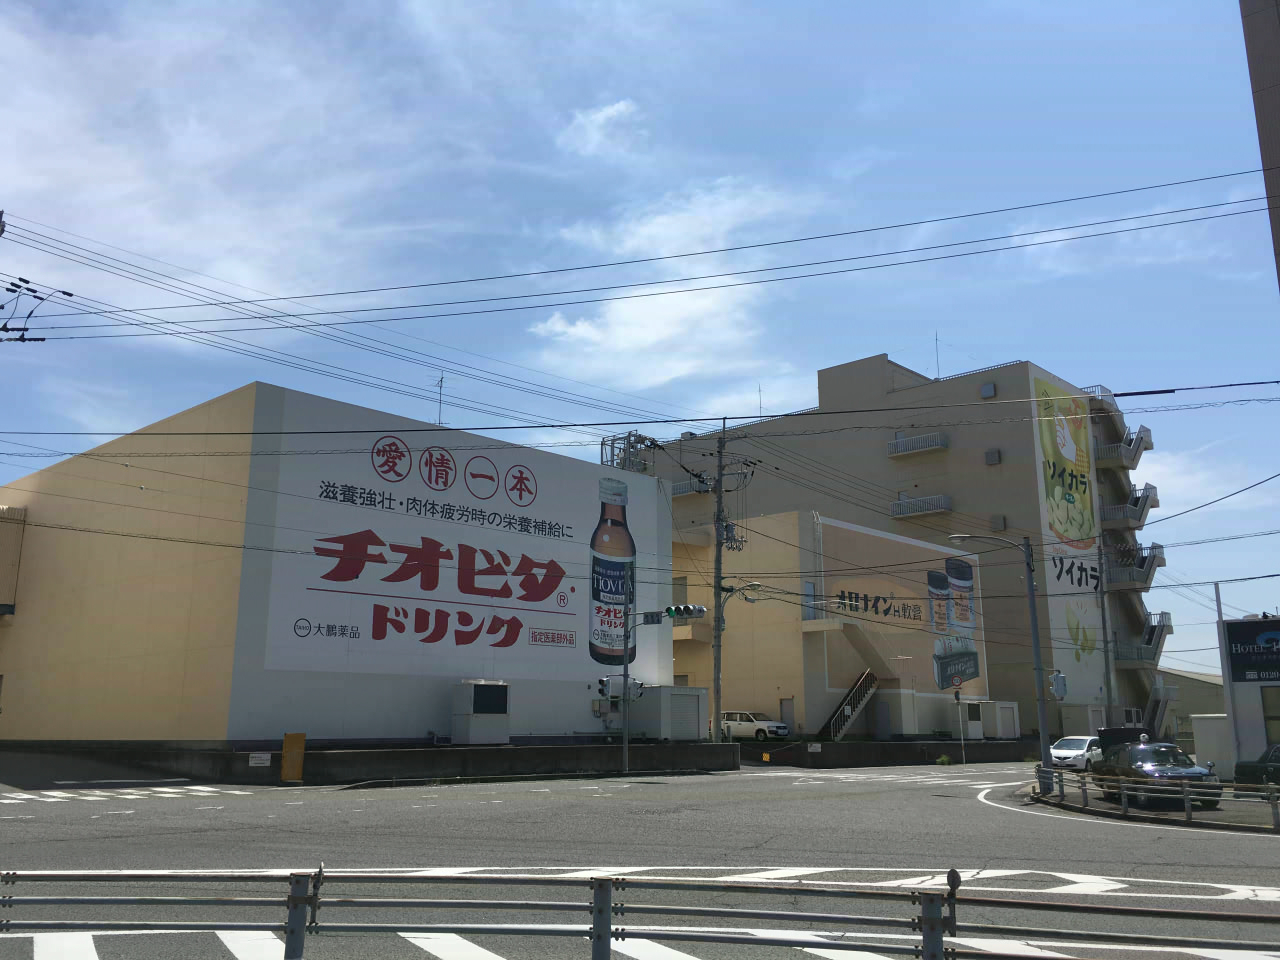 愛情一本
滋養強壮・肉体疲労時の栄養補給に
チオビタ®
ドリンク
TAIHO 大鵬薬品
指定医薬部外品
TIOVITA
チオビタ
ドリンク
オロナインH軟膏
ソイカラ
ソイカラ
HOTEL
0120